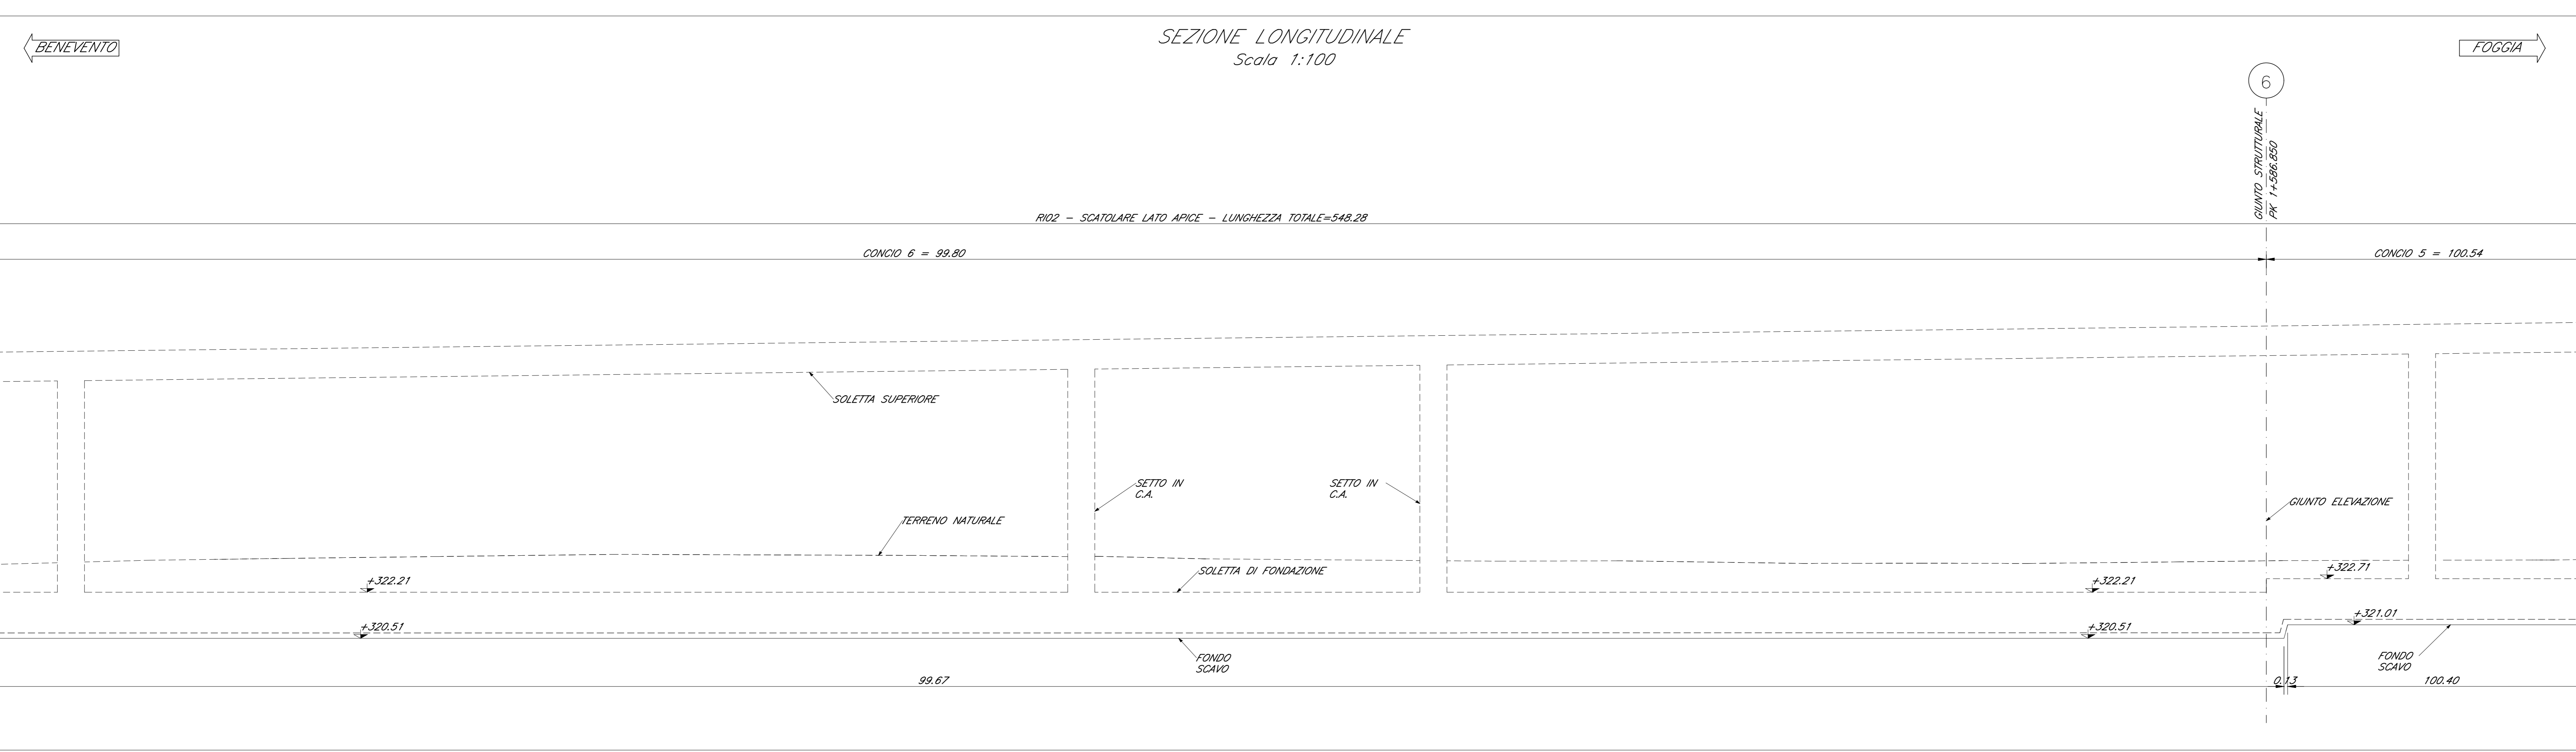 BENEVENTO
SEZIONE LONGITUDINALE
Scala 1:100
FOGGIA
6
GIUNTO STRUTTURALE
PK 1+586.850
RI02 - SCATOLARE LATO APICE - LUNGHEZZA TOTALE=548.28
CONCIO 6 = 99.80
CONCIO 5 = 100.54
SOLETTA SUPERIORE
SETTO IN
C.A.
SETTO IN
C.A.
GIUNTO ELEVAZIONE
TERRENO NATURALE
SOLETTA DI FONDAZIONE
+322.21
+322.21
+322.71
+320.51
+320.51
+321.01
FONDO
SCAVO
FONDO
SCAVO
99.67
0.13
100.40